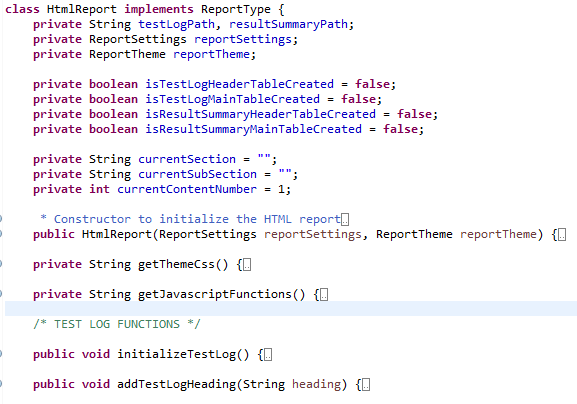 class HtmlReport implements ReportType {
private String testLogPath, resultSummaryPath;
private ReportSettings reportSettings;
private ReportTheme reportTheme;
private boolean isTestLogHeaderTableCreated = false;
private boolean isTestLogMainTableCreated = false;
private boolean isResultSummaryHeaderTableCreated = false;
private boolean isResultSummaryMainTableCreated = false;
private String currentSection = "";
private String currentSubSection = "";
private int currentContentNumber = 1;
* Constructor to initialize the HTML report
public HtmlReport(ReportSettings reportSettings, ReportTheme reportTheme) {
private String getThemeCss() {
private String getJavascriptFunctions() {
/* TEST LOG FUNCTIONS */
public void initializeTestLog() {
public void addTestLogHeading(String heading) {